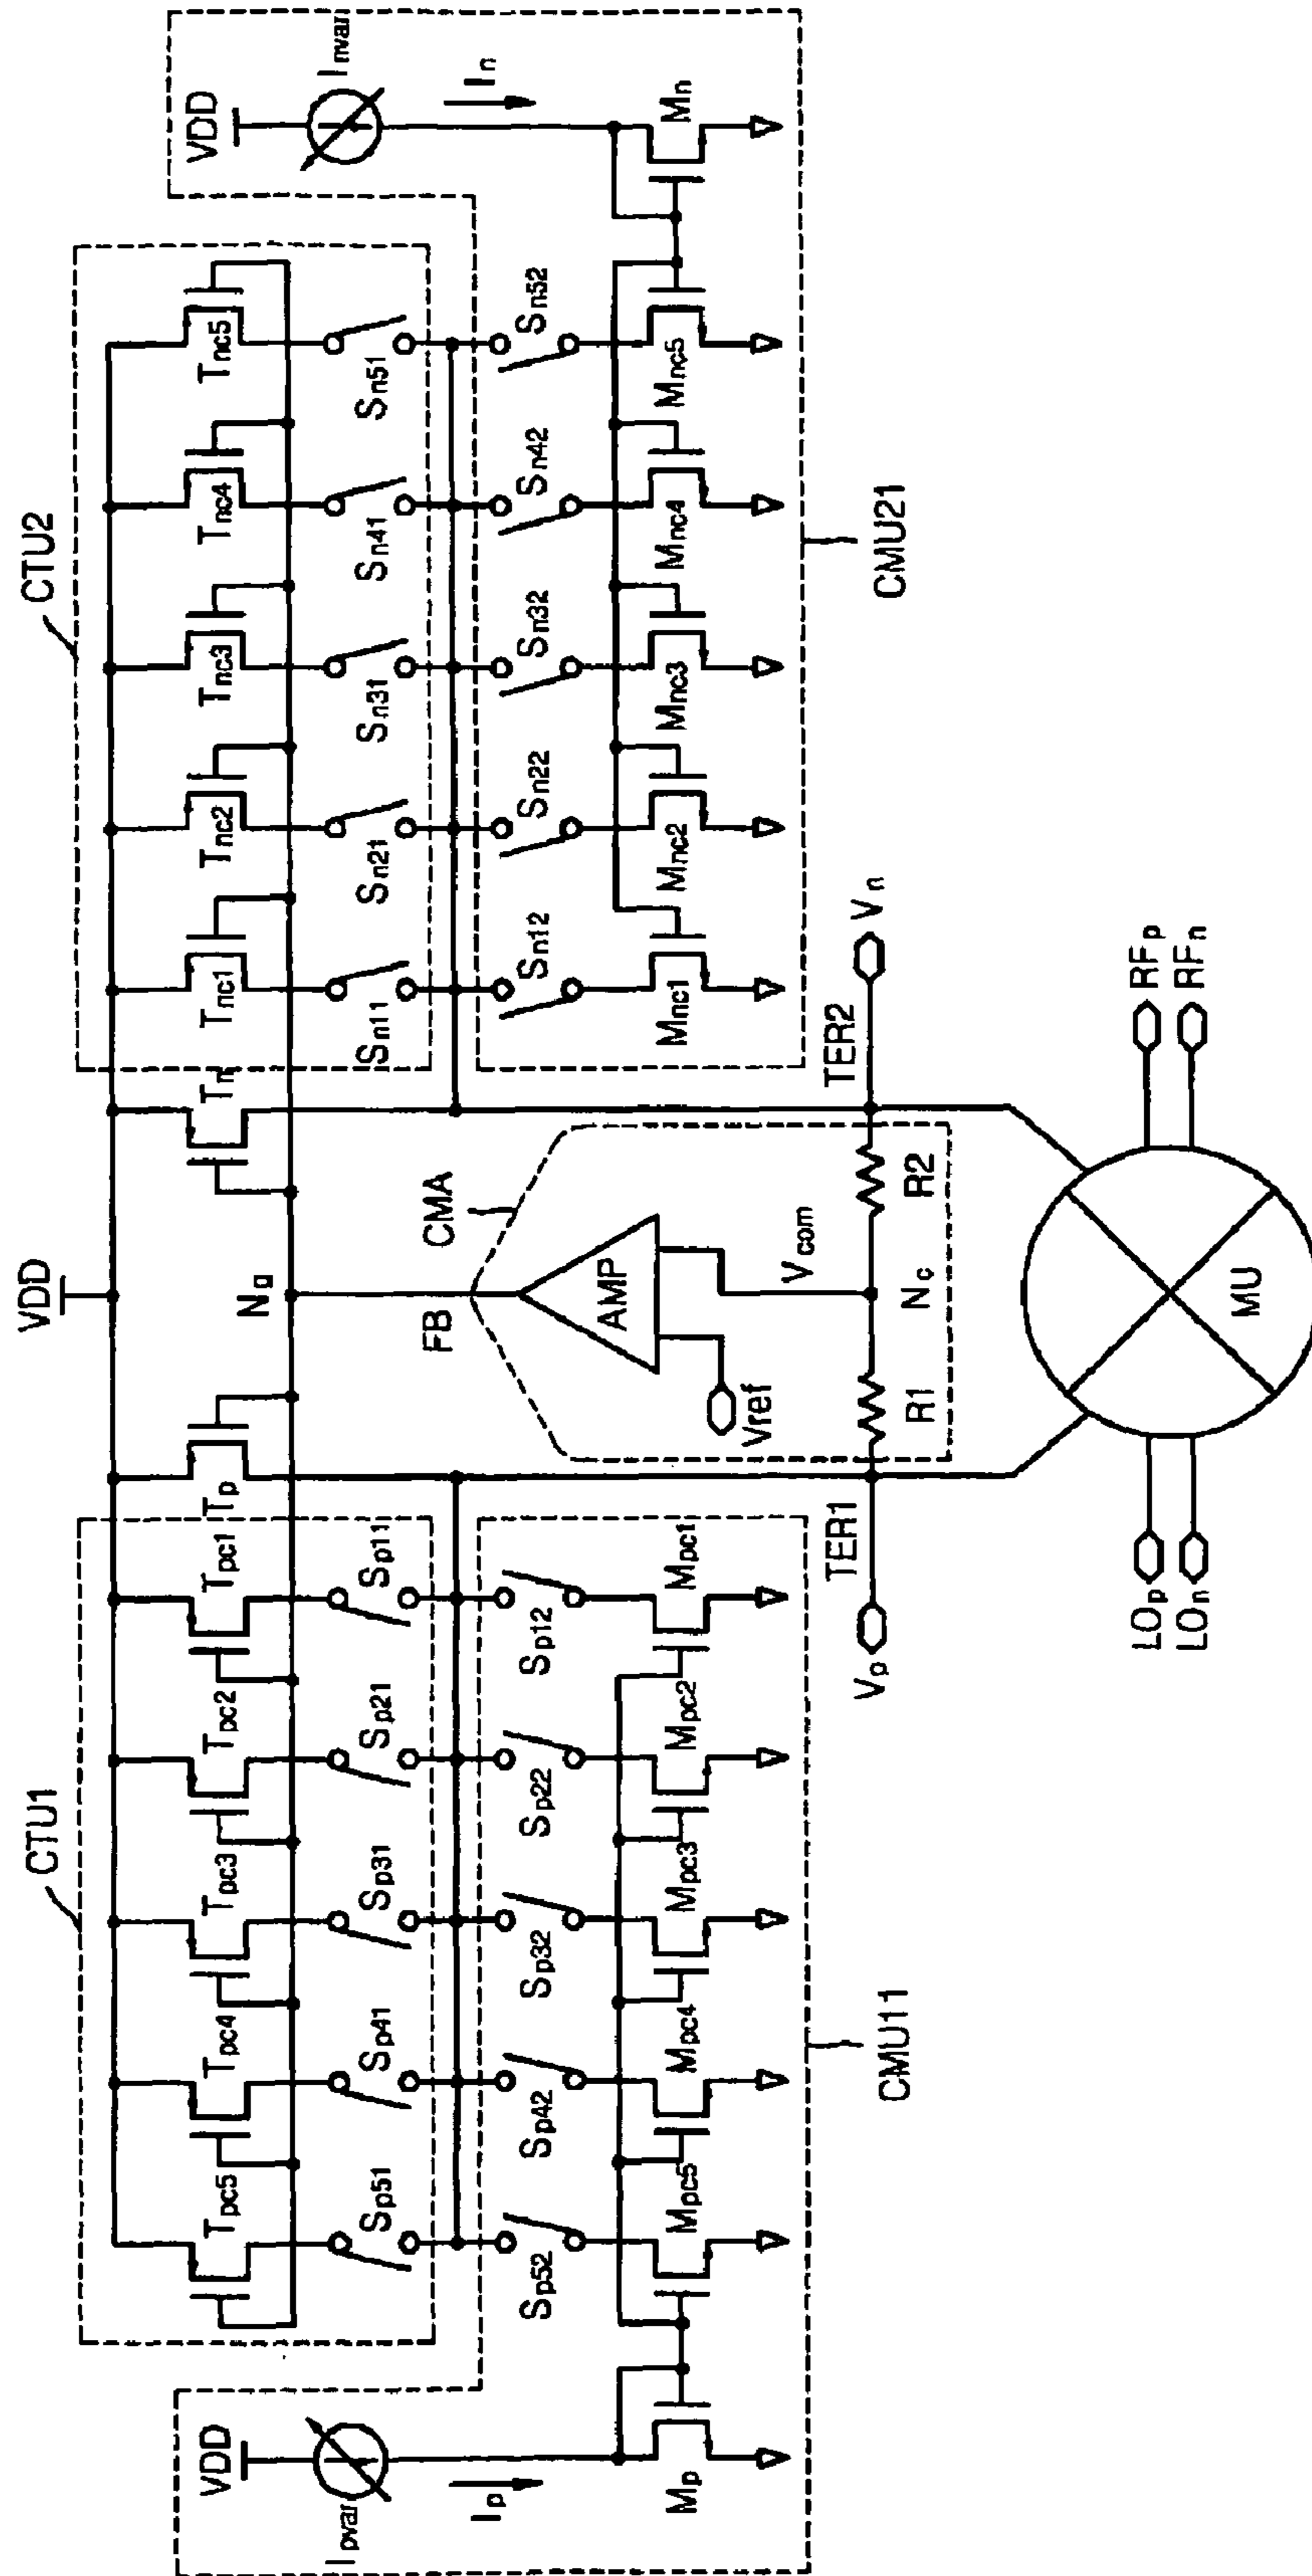 VDD
CTU1
CTU2
VDD
Ipvar
Ip
Tpc5
Tpc4
Tpc3
Tpc2
Tpc1
Tp
Tn
Tnc1
Tnc2
Tnc3
Tnc4
Tnc5
VDD
Invar
In
Ng
Sp51
Sp41
Sp31
Sp21
Sp11
FB
CMA
Sn11
Sn21
Sn31
Sn41
Sn51
Sp52
Sp42
Sp32
Sp22
Sp12
AMP
Sn12
Sn22
Sn32
Sn42
Sn52
Mp
Mpc5
Mpc4
Mpc3
Mpc2
Mpc1
Vref
Vcom
Mnc1
Mnc2
Mnc3
Mnc4
Mnc5
Mn
CMU11
CMU21
TER1
TER2
Vp
R1
Nc
R2
Vn
LOp
LOn
MU
RFp
RFn